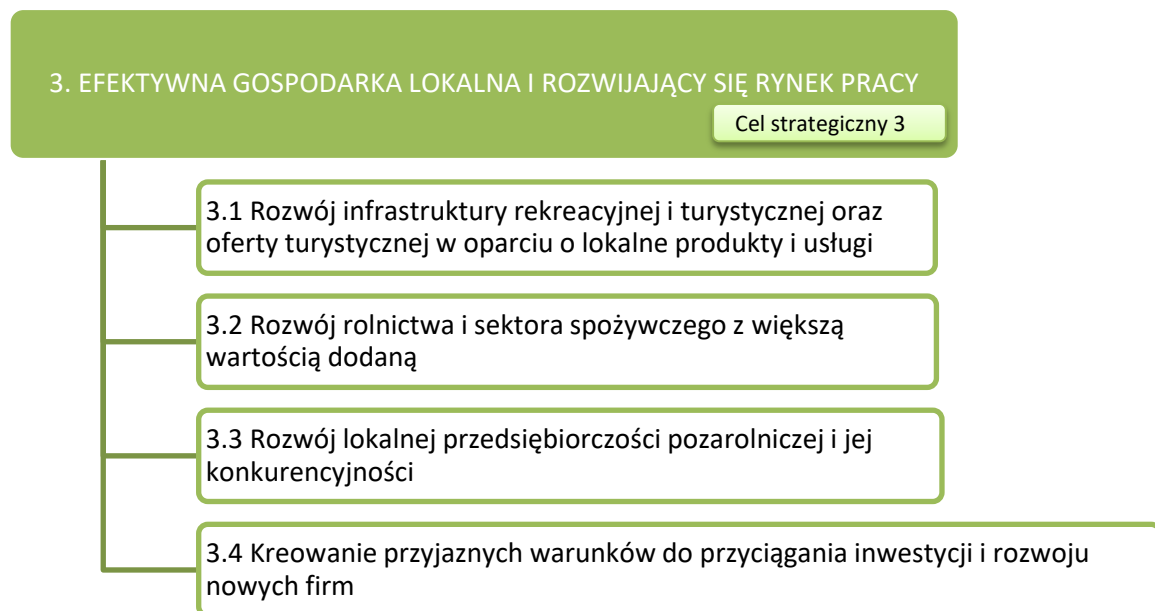 3. EFEKTYWNA GOSPODARKA LOKALNA I ROZWIJAJĄCY SIĘ RYNEK PRACY
Cel strategiczny 3
3.1 Rozwój infrastruktury rekreacyjnej i turystycznej oraz
oferty turystycznej w oparciu o lokalne produkty i usługi
3.2 Rozwój rolnictwa i sektora spożywczego z większą
wartością dodaną
3.3 Rozwój lokalnej przedsiębiorczości pozarolniczej i jej
konkurencyjności
3.4 Kreowanie przyjaznych warunków do przyciągania inwestycji i rozwoju
nowych firm